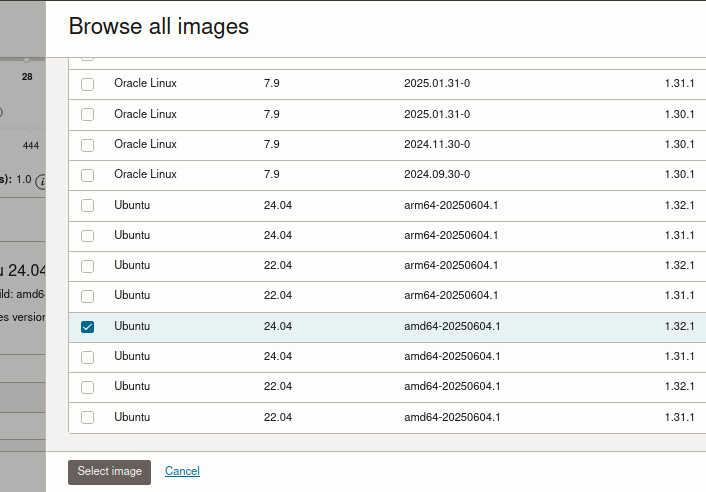 Browse all images
28
Oracle Linux 7.9 2025.01.31-0 1.31.1
Oracle Linux 7.9 2025.01.31-0 1.30.1
444 Oracle Linux 7.9 2024.11.30-0 1.30.1
s): 1.0 i Oracle Linux 7.9 2024.09.30-0 1.30.1
Ubuntu 24.04 arm64-20250604.1 1.32.1
Ubuntu 24.04 arm64-20250604.1 1.31.1
u 24.04 Ubuntu 22.04 arm64-20250604.1 1.32.1
ild: amd6 Ubuntu 22.04 arm64-20250604.1 1.31.1
es version Ubuntu 24.04 amd64-20250604.1 1.32.1
Ubuntu 24.04 amd64-20250604.1 1.31.1
Ubuntu 22.04 amd64-20250604.1 1.32.1
Ubuntu 22.04 amd64-20250604.1 1.31.1
Select image Cancel